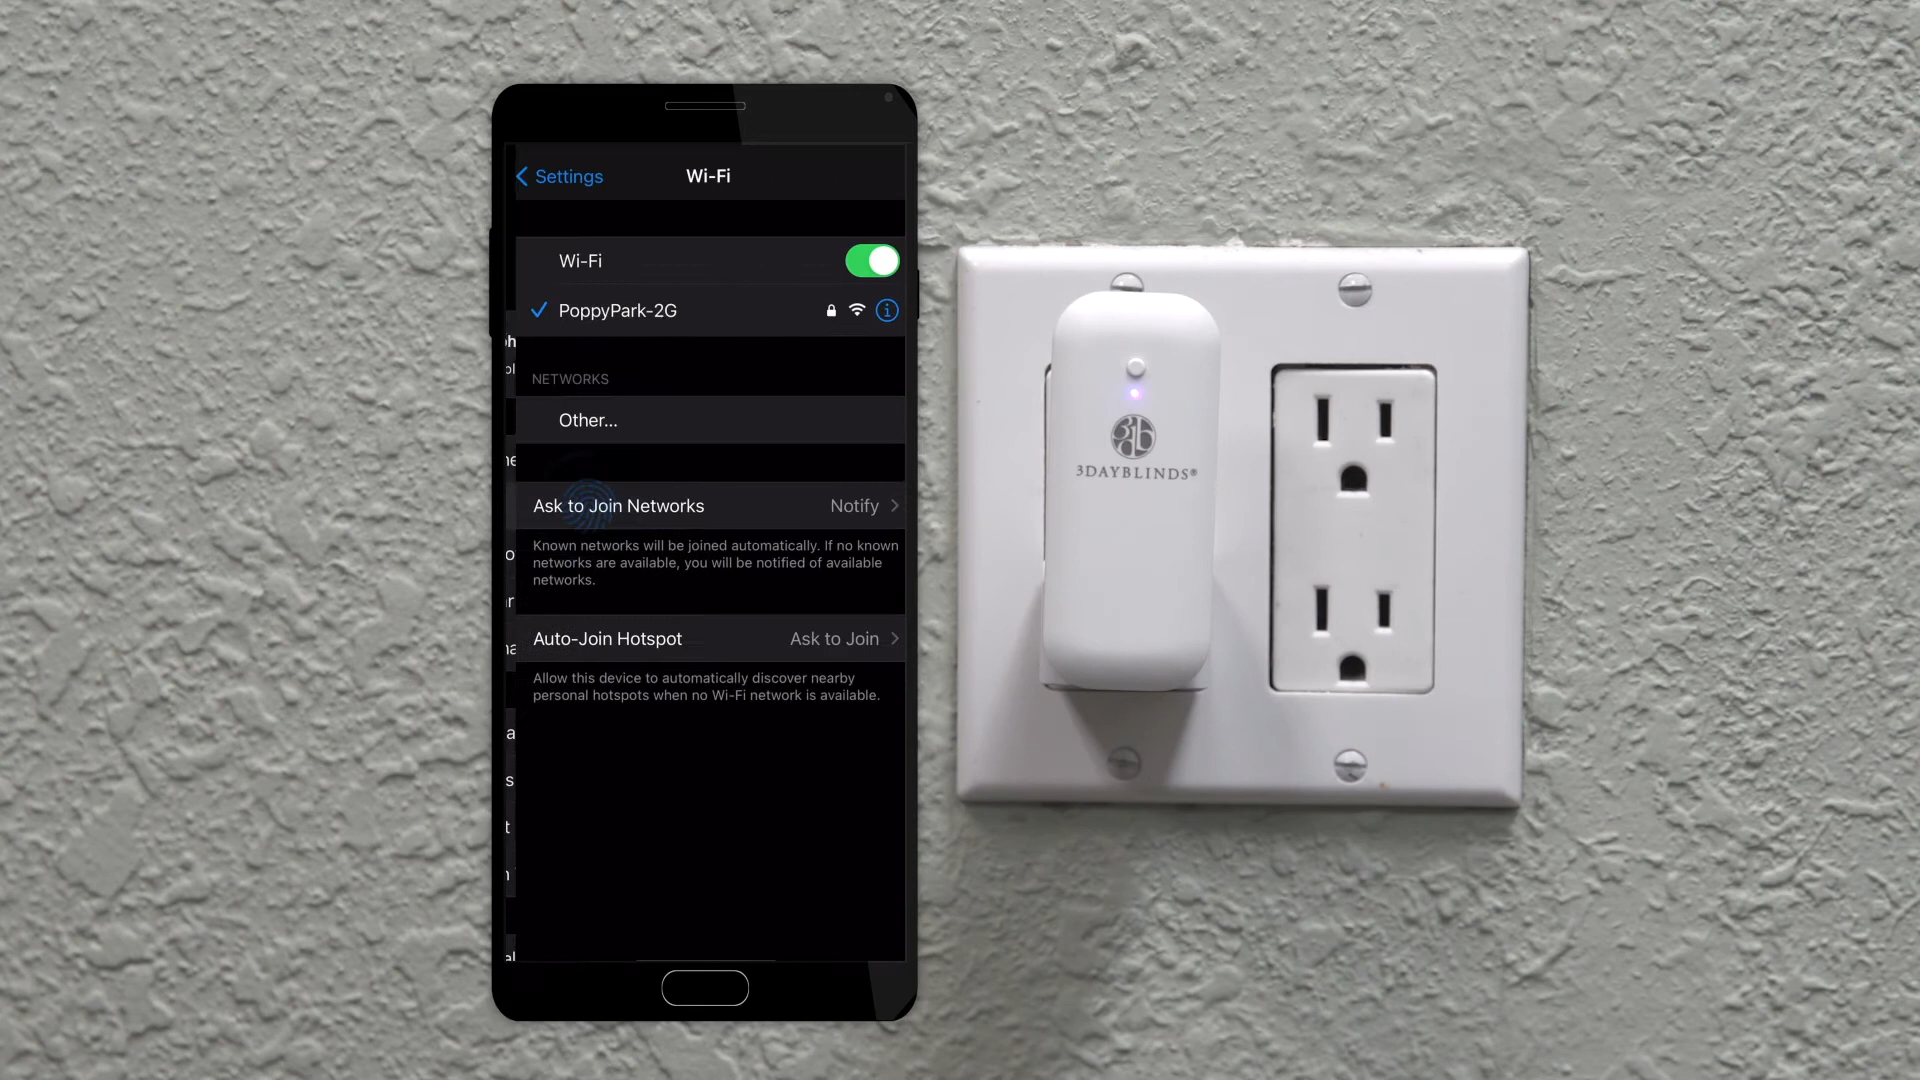 Settings
Wi-Fi
Wi-Fi
PoppyPark-2G
NETWORKS
Other...
Ask to Join Networks Notify
Known networks will be joined automatically. If no known
networks are available, you will be notified of available
networks.
Auto-Join Hotspot Ask to Join
Allow this device to automatically discover nearby
personal hotspots when no Wi-Fi network is available.
3DAYBLINDS®